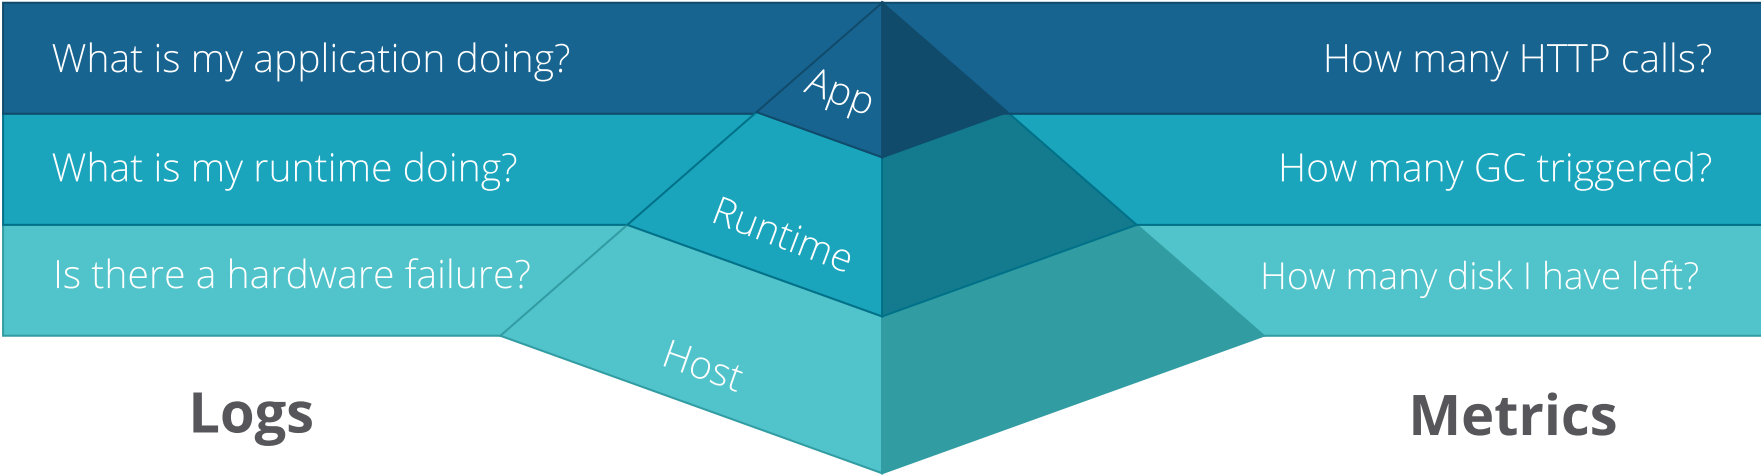 What is my application doing?
App
How many HTTP calls?
What is my runtime doing?
Runtime
How many GC triggered?
Is there a hardware failure?
Host
How many disk I have left?
Logs
Metrics